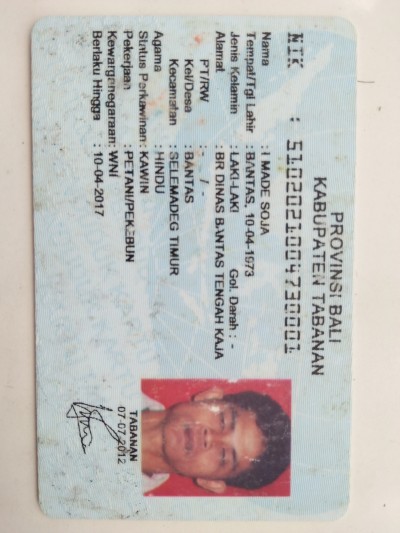 PROVINSI BALI
KABUPATEN TABANAN
NIK : 5102021004730001
Nama : I MADE SOJA
Tempat/Tgl Lahir : BANTAS, 10-04-1973
Jenis Kelamin : LAKI-LAKI Gol. Darah : -
Alamat : BR DINAS BANTAS TENGAH KAJA
RT/RW : - / -
Kel/Desa : BANTAS
Kecamatan : SELEMADEG TIMUR
Agama : HINDU
Status Perkawinan : KAWIN
Pekerjaan : PETANI/PEKEBUN
Kewarganegaraan: WNI
Berlaku Hingga : 10-04-2017
TABANAN
07-07-2012